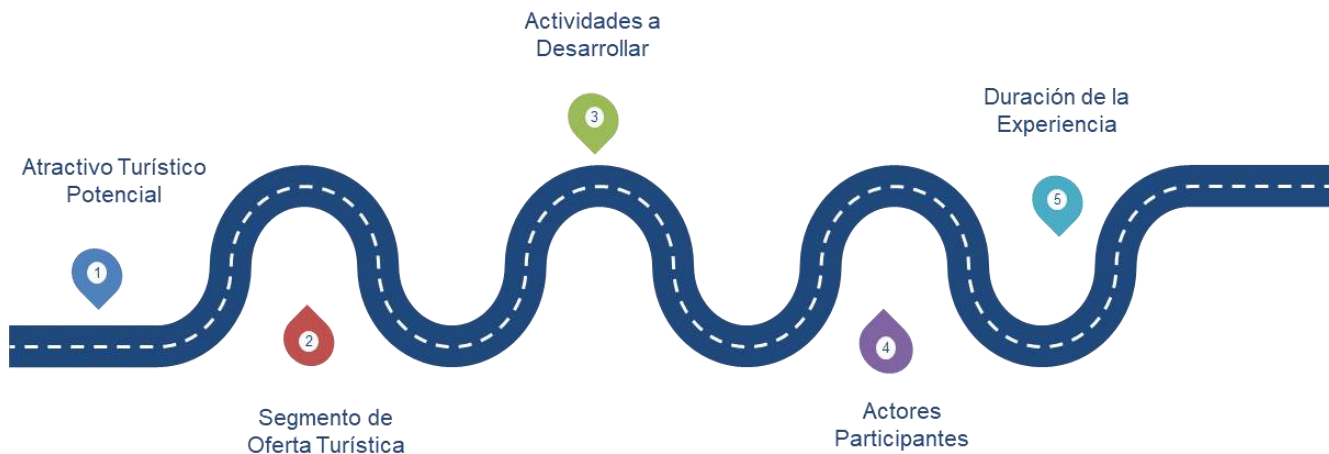 Atractivo Turístico
Potencial
1
2
Segmento de
Oferta Turística
Actividades a
Desarrollar
3
4
Actores
Participantes
Duración de la
Experiencia
5